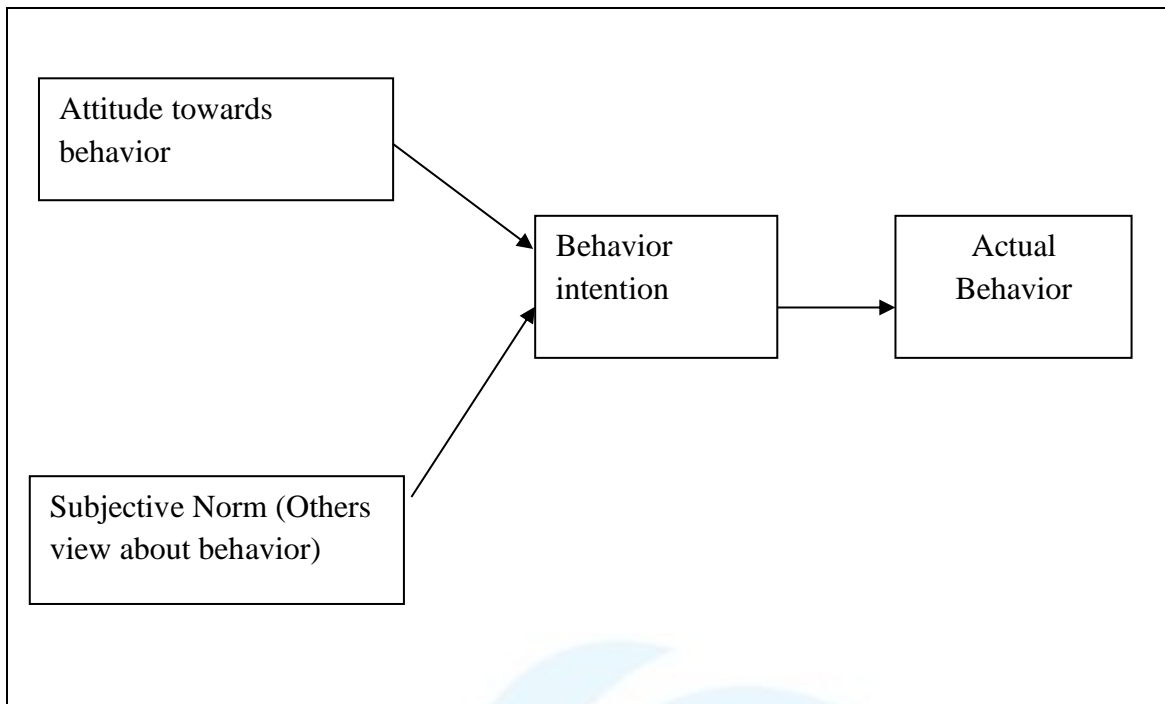 Attitude towards
behavior
Behavior
intention
Actual
Behavior
Subjective Norm (Others
view about behavior)